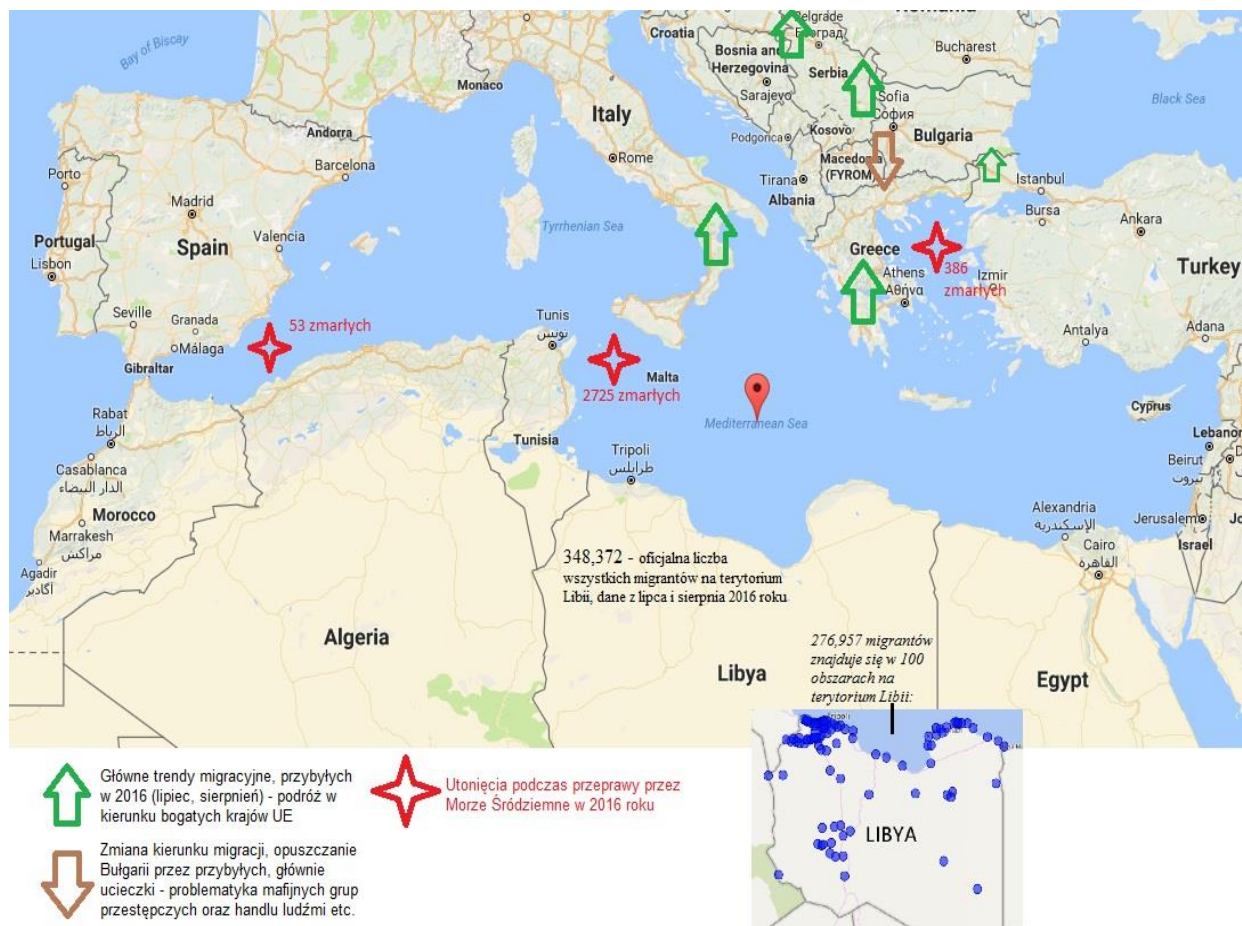 Belgrade
Београд
Croatia
Bay of Biscay
Bosnia and
Herzegovina
Bucharest
Monaco
Serbia
Sarajevo
Sofia
София
Italy
Black Sea
Andorra
Podgorica
Kosovo
Bulgaria
Porto
Barcelona
Rome
Macedonia
(FYROM)
Tirana
Istanbul
Albania
Madrid
Bursa
Ankara
Tyrrhenian Sea
Portugal
Spain
Valencia
Greece
Lisbon
386
zmarłych
Athens
Αθήνα
Izmir
Turkey
Seville
Granada
53 zmarłych
Tunis
تونس
Antalya
Adana
Málaga
Gibraltar
Malta
2725 zmarłych
Mediterranean Sea
Cyprus
Rabat
الرباط
Tunisia
Lebanon
Tripoli
طرابلس
Beirut
بيروت
Casablanca
الدار البيضاء
Morocco
Alexandria
الإسكندرية
Jerusalem
Marrakesh
مراكش
Cairo
القاهرة
Israel
Agadir
أكادير
348,372 - oficjalna liczba
wszystkich migrantów na terytorium
Libii, dane z lipca i sierpnia 2016 roku
Algeria
Libya
Egypt
276,957 migrantów
znajduje się w 100
obszarach na
terytorium Libii:
Tripoli
LIBYA
Główne trendy migracyjne, przybyłych
w 2016 (lipiec, sierpnień) - podróż w
kierunku bogatych krajów UE
Utonięcia podczas przeprawy przez
Morze Śródziemne w 2016 roku
Zmiana kierunku migracji, opuszczanie
Bułgarii przez przybyłych, głównie
ucieczki - problematyka mafijnych grup
przestępczych oraz handlu ludźmi etc.